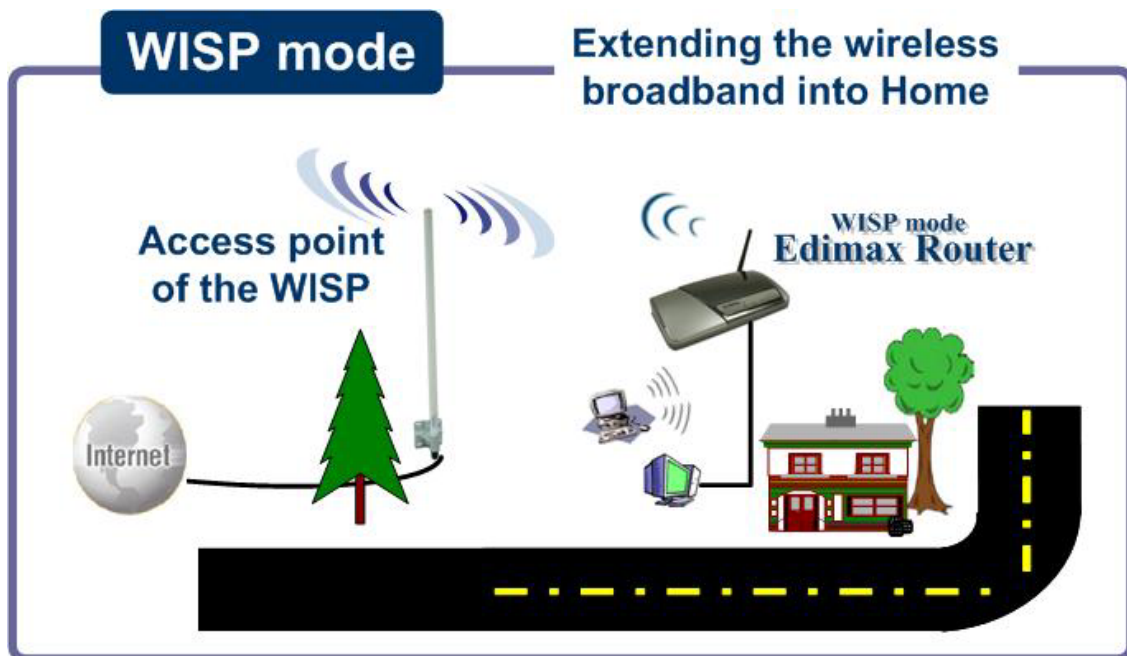 WISP mode
Extending the wireless
broadband into Home
Access point
of the WISP
WISP mode
Edimax Router
Internet